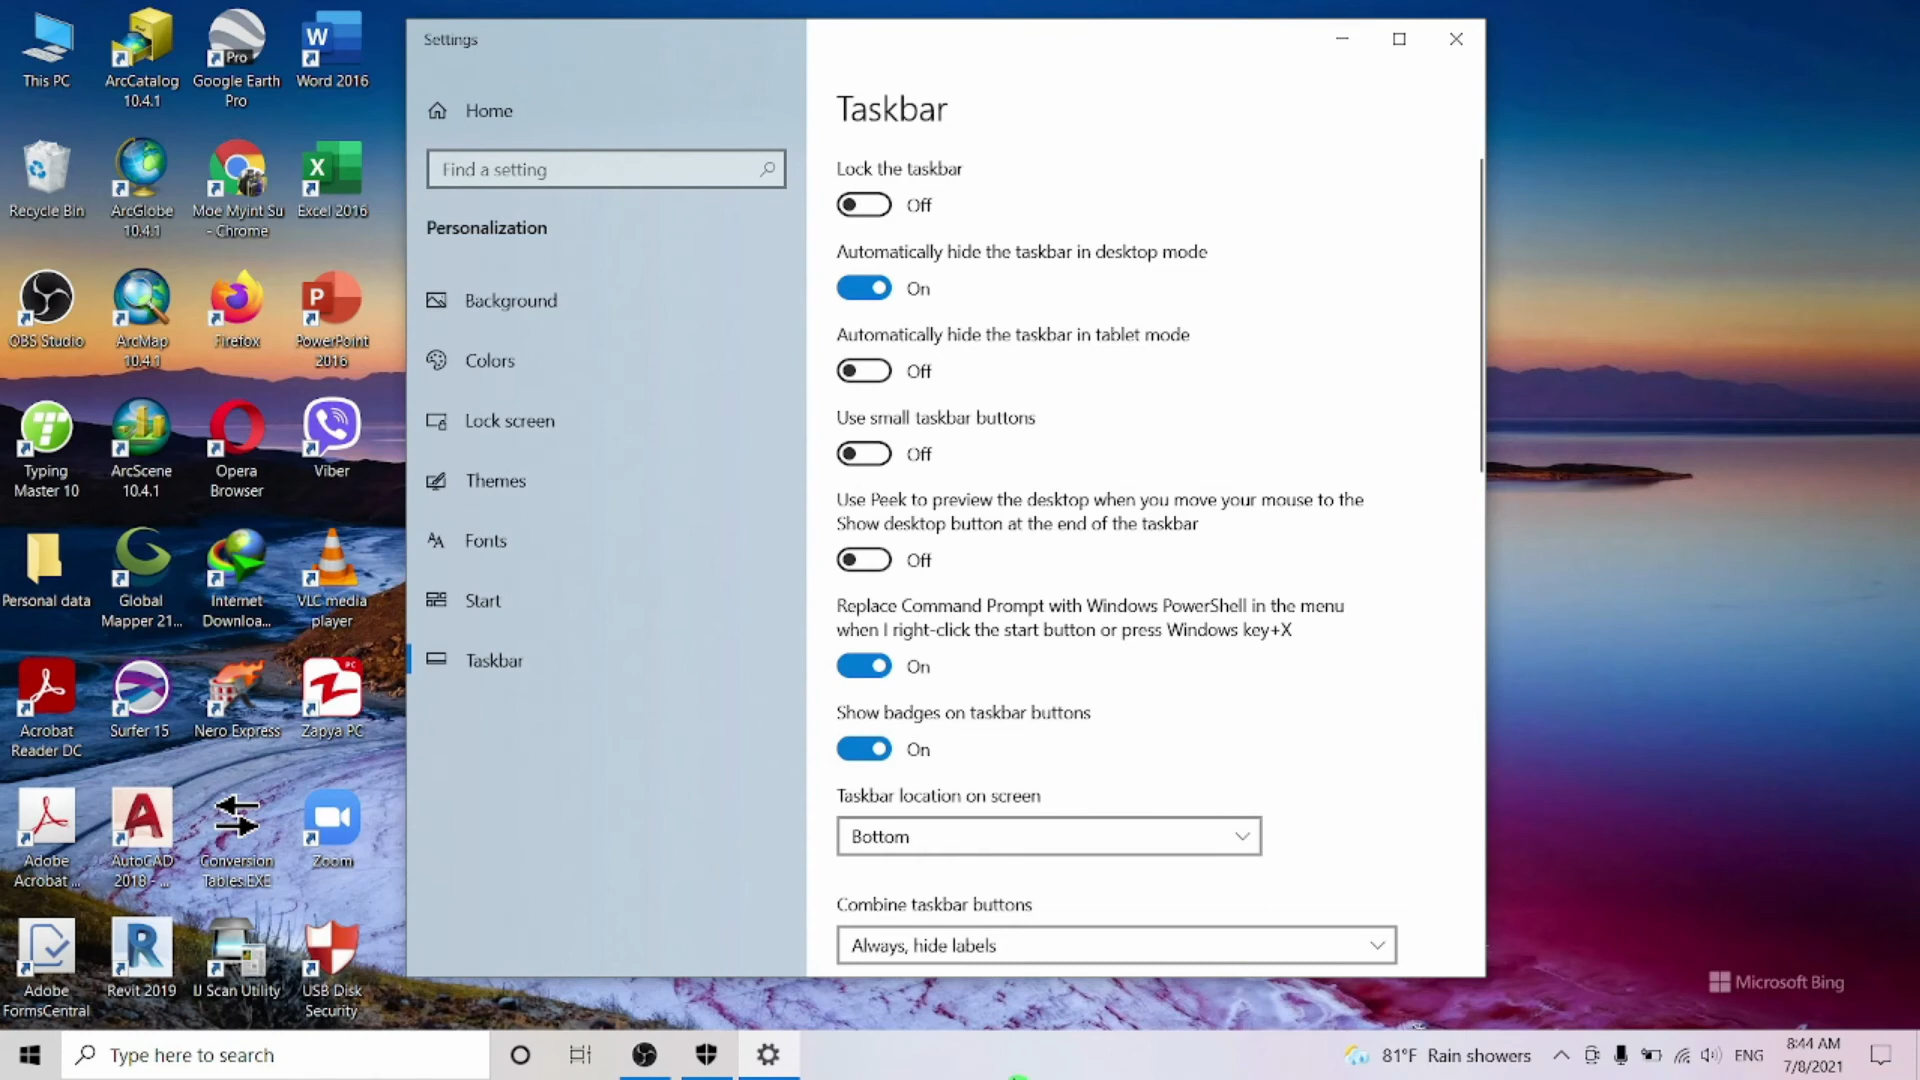 This PC
ArcCatalog
10.4.1
Pro
Google Earth
Pro
W
Word 2016
Recycle Bin
ArcGlobe
10.4.1
Moe Myint Su
- Chrome
X
Excel 2016
OBS Studio
ArcMap
10.4.1
Firefox
P
PowerPoint
2016
Typing
Master 10
ArcScene
10.4.1
Opera
Browser
Viber
Personal data
Global
Mapper 21...
Internet
Downloa...
VLC media
player
Acrobat
Reader DC
Surfer 15
Nero Express
PC
Zapya PC
Adobe
Acrobat ...
AutoCAD
2018 - ...
Conversion
Tables.EXE
Zoom
Adobe
FormsCentral
Revit 2019
IJ Scan Utility
USB Disk
Security
Settings
Home
Find a setting
Personalization
Background
Colors
Lock screen
Themes
Fonts
Start
Taskbar
Taskbar
Lock the taskbar
Off
Automatically hide the taskbar in desktop mode
On
Automatically hide the taskbar in tablet mode
Off
Use small taskbar buttons
Off
Use Peek to preview the desktop when you move your mouse to the
Show desktop button at the end of the taskbar
Off
Replace Command Prompt with Windows PowerShell in the menu
when I right-click the start button or press Windows key+X
On
Show badges on taskbar buttons
On
Taskbar location on screen
Bottom
Combine taskbar buttons
Always, hide labels
Microsoft Bing
Type here to search
81°F Rain showers
ENG
8:44 AM
7/8/2021